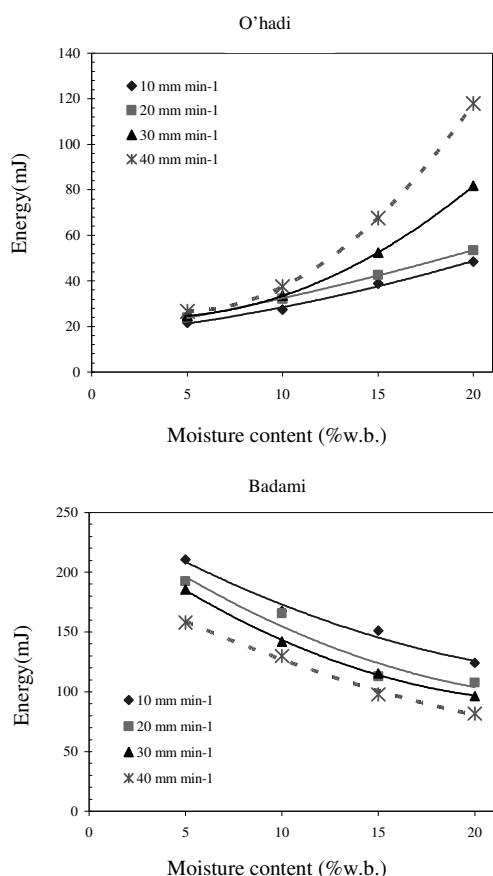 O’hadi
140
120
100
80
60
40
20
0
Energy(mJ)
10 mm min-1
20 mm min-1
30 mm min-1
40 mm min-1
0 5 10 15 20
Moisture content (%w.b.)
Badami
250
200
150
100
50
0
Energy(mJ)
10 mm min-1
20 mm min-1
30 mm min-1
40 mm min-1
0 5 10 15 20
Moisture content (%w.b.)